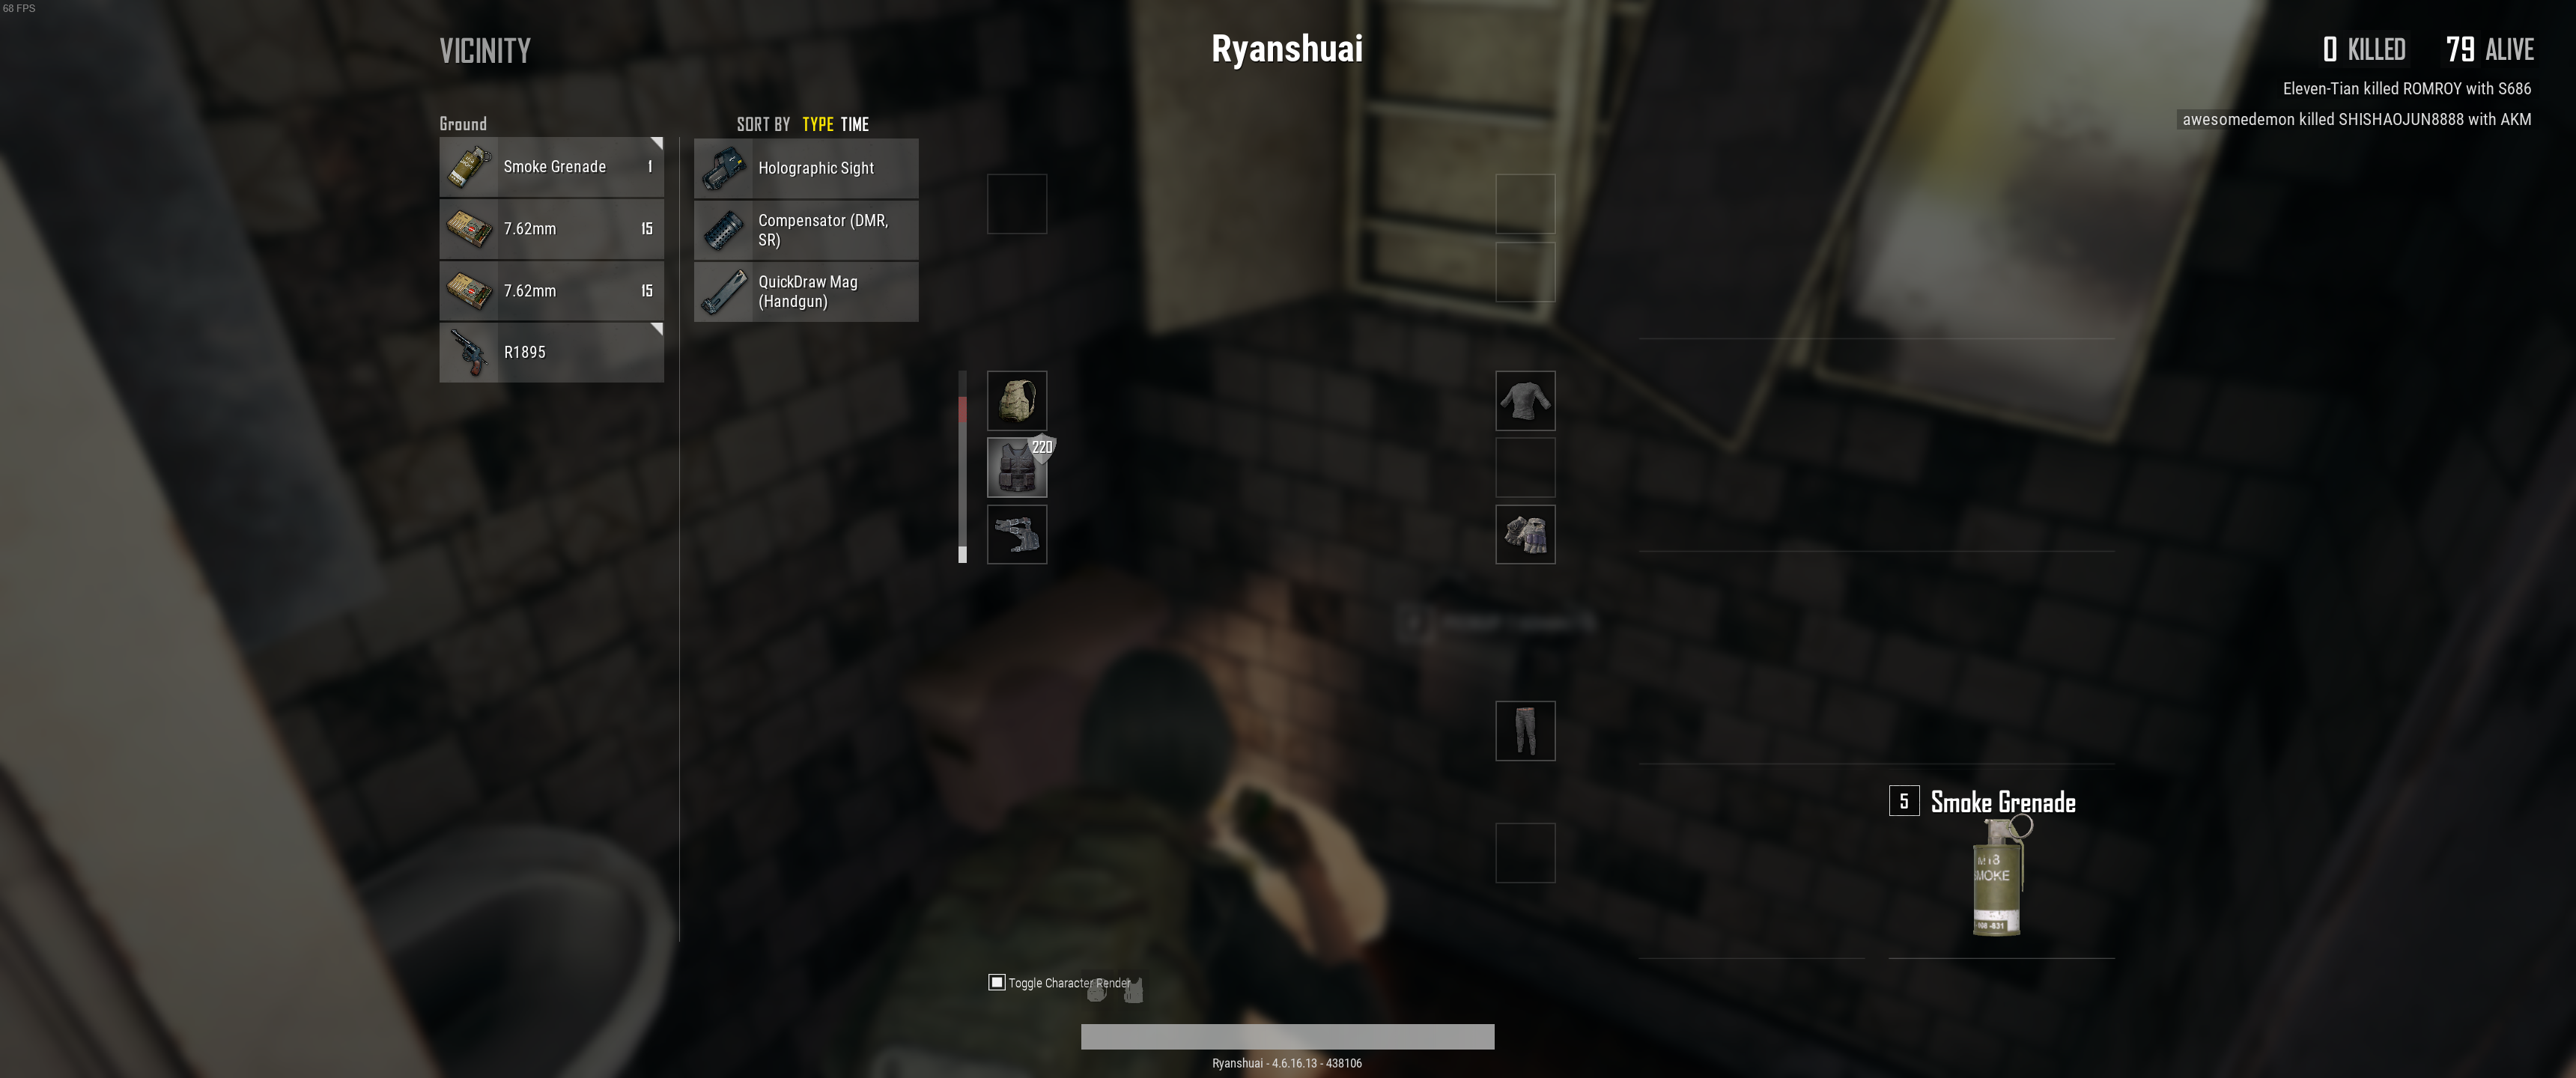 68 FPS
VICINITY
Ryanshuai
0 KILLED 79 ALIVE
Eleven-Tian killed ROMROY with S686
awesomedemon killed SHISHAOJUN8888 with AKM
Ground
SORT BY TYPE TIME
Smoke Grenade 1
7.62mm 15
7.62mm 15
R1895
Holographic Sight
Compensator (DMR,
SR)
QuickDraw Mag
(Handgun)
220
5 Smoke Grenade
M18
SMOKE
Toggle Character Render
Ryanshuai - 4.6.16.13 - 438106